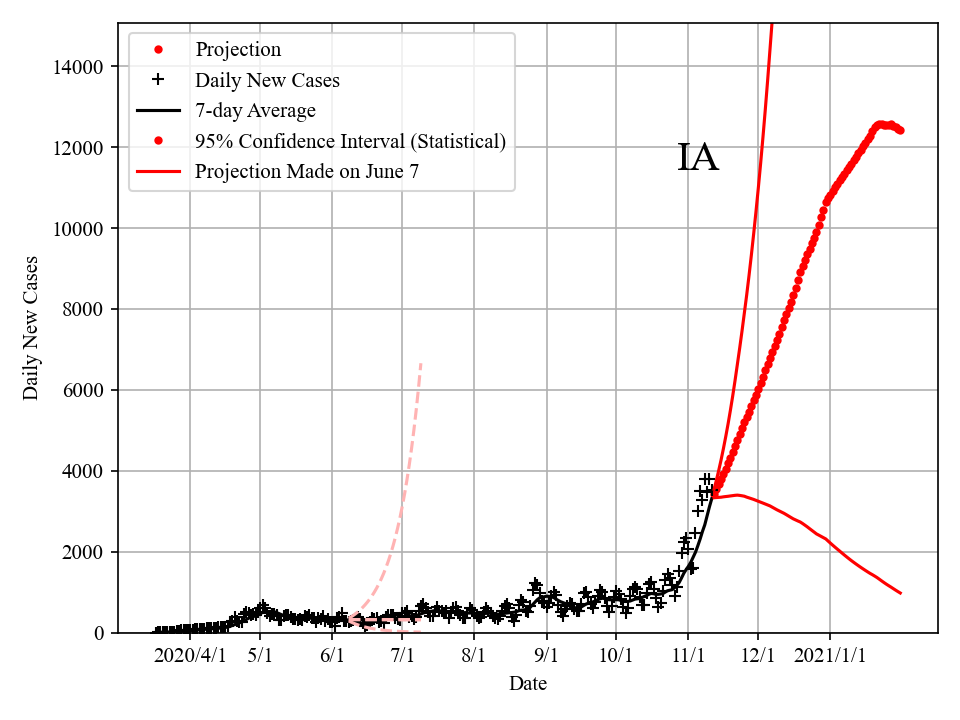 Projection
Daily New Cases
7-day Average
95% Confidence Interval (Statistical)
Projection Made on June 7
IA
14000
12000
10000
8000
6000
4000
2000
0
Daily New Cases
2020/4/1 5/1 6/1 7/1 8/1 9/1 10/1 11/1 12/1 2021/1/1
Date